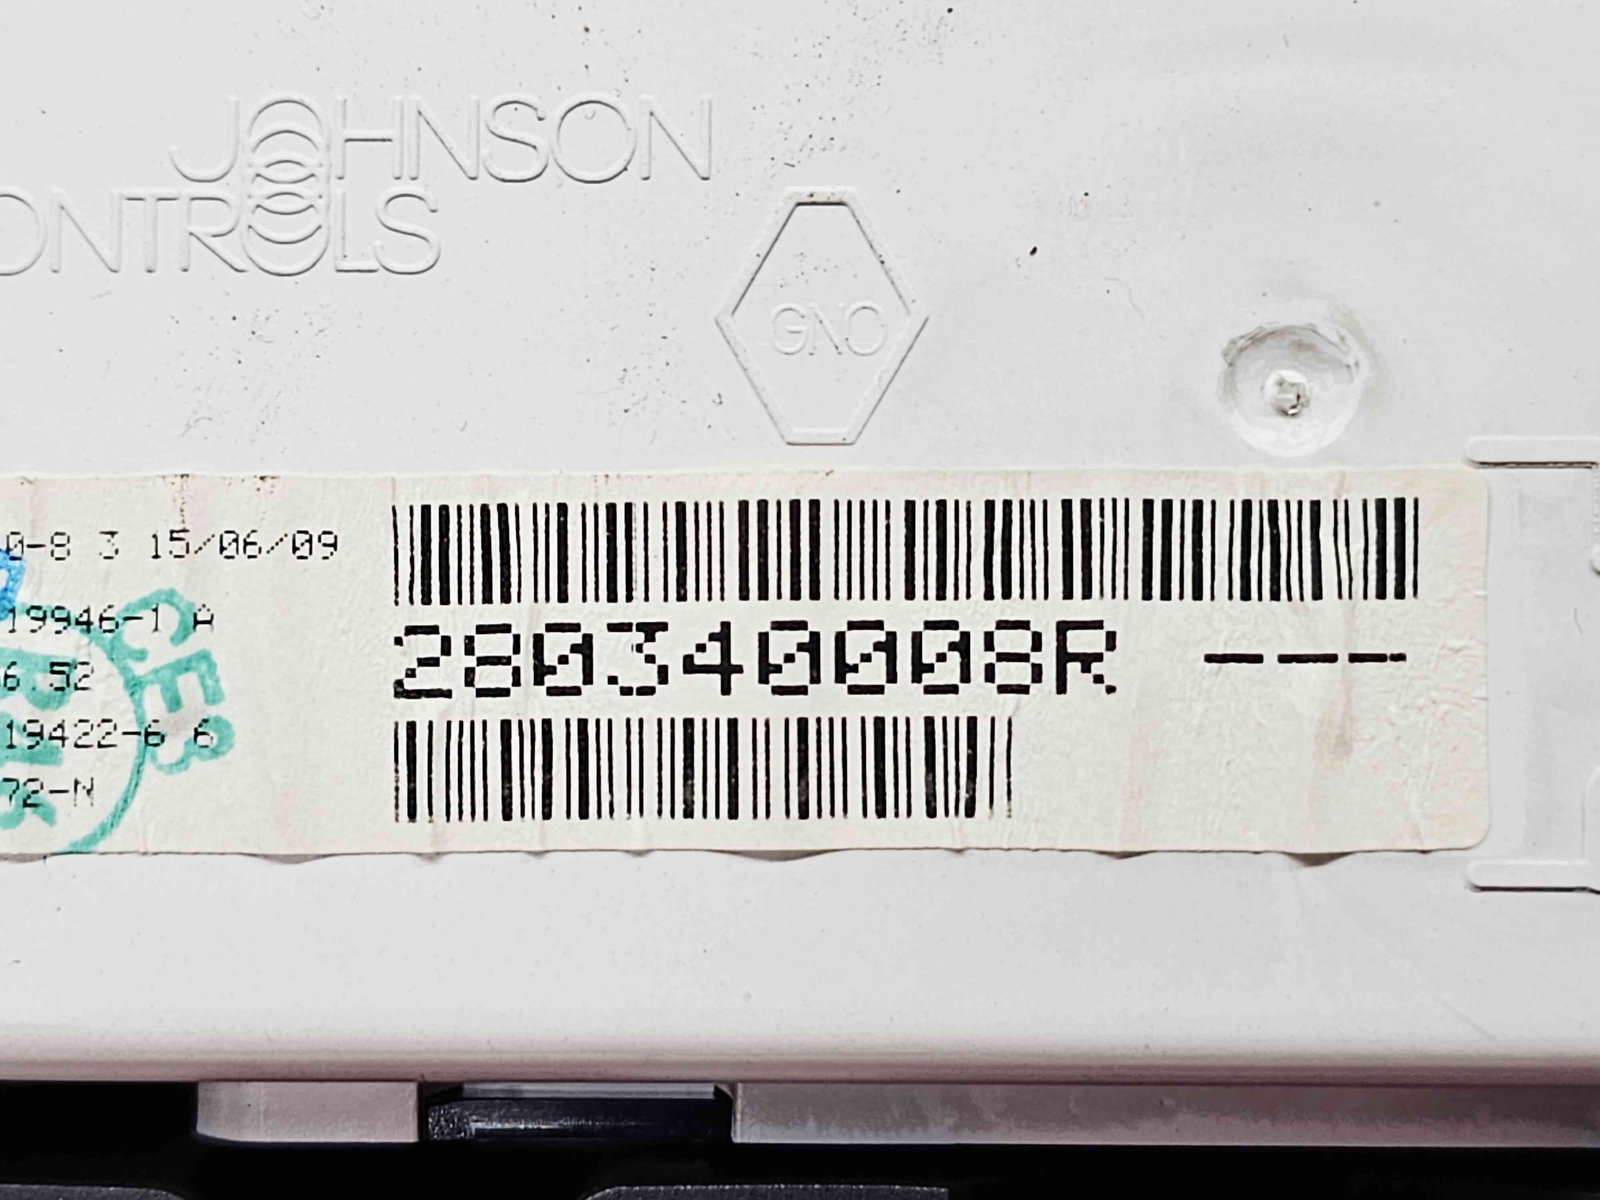 JOHNSON
ONTROLS
GNO
0-8 3 15/06/09
19946-1 A
6.52
19422-6 6
72-N
280340008R ---